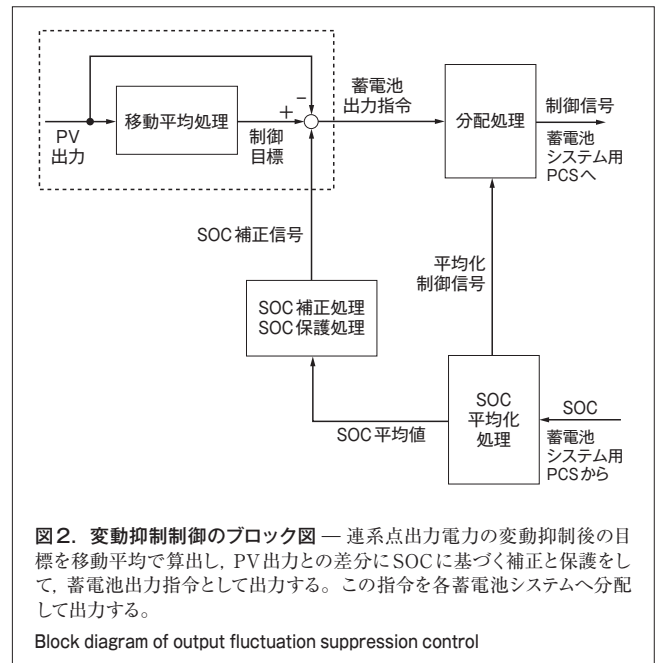 PV
出力
移動平均処理
+
−
制御
目標
蓄電池
出力指令
分配処理
制御信号
蓄電池
システム用
PCSへ
SOC補正信号
平均化
制御信号
SOC補正処理
SOC保護処理
SOC平均値
SOC
平均化
処理
SOC
蓄電池
システム用
PCSから
図2. 変動抑制制御のブロック図 — 連系点出力電力の変動抑制後の目
標を移動平均で算出し, PV出力との差分にSOCに基づく補正と保護をし
て, 蓄電池出力指令として出力する。この指令を各蓄電池システムへ分配
して出力する。
Block diagram of output fluctuation suppression control